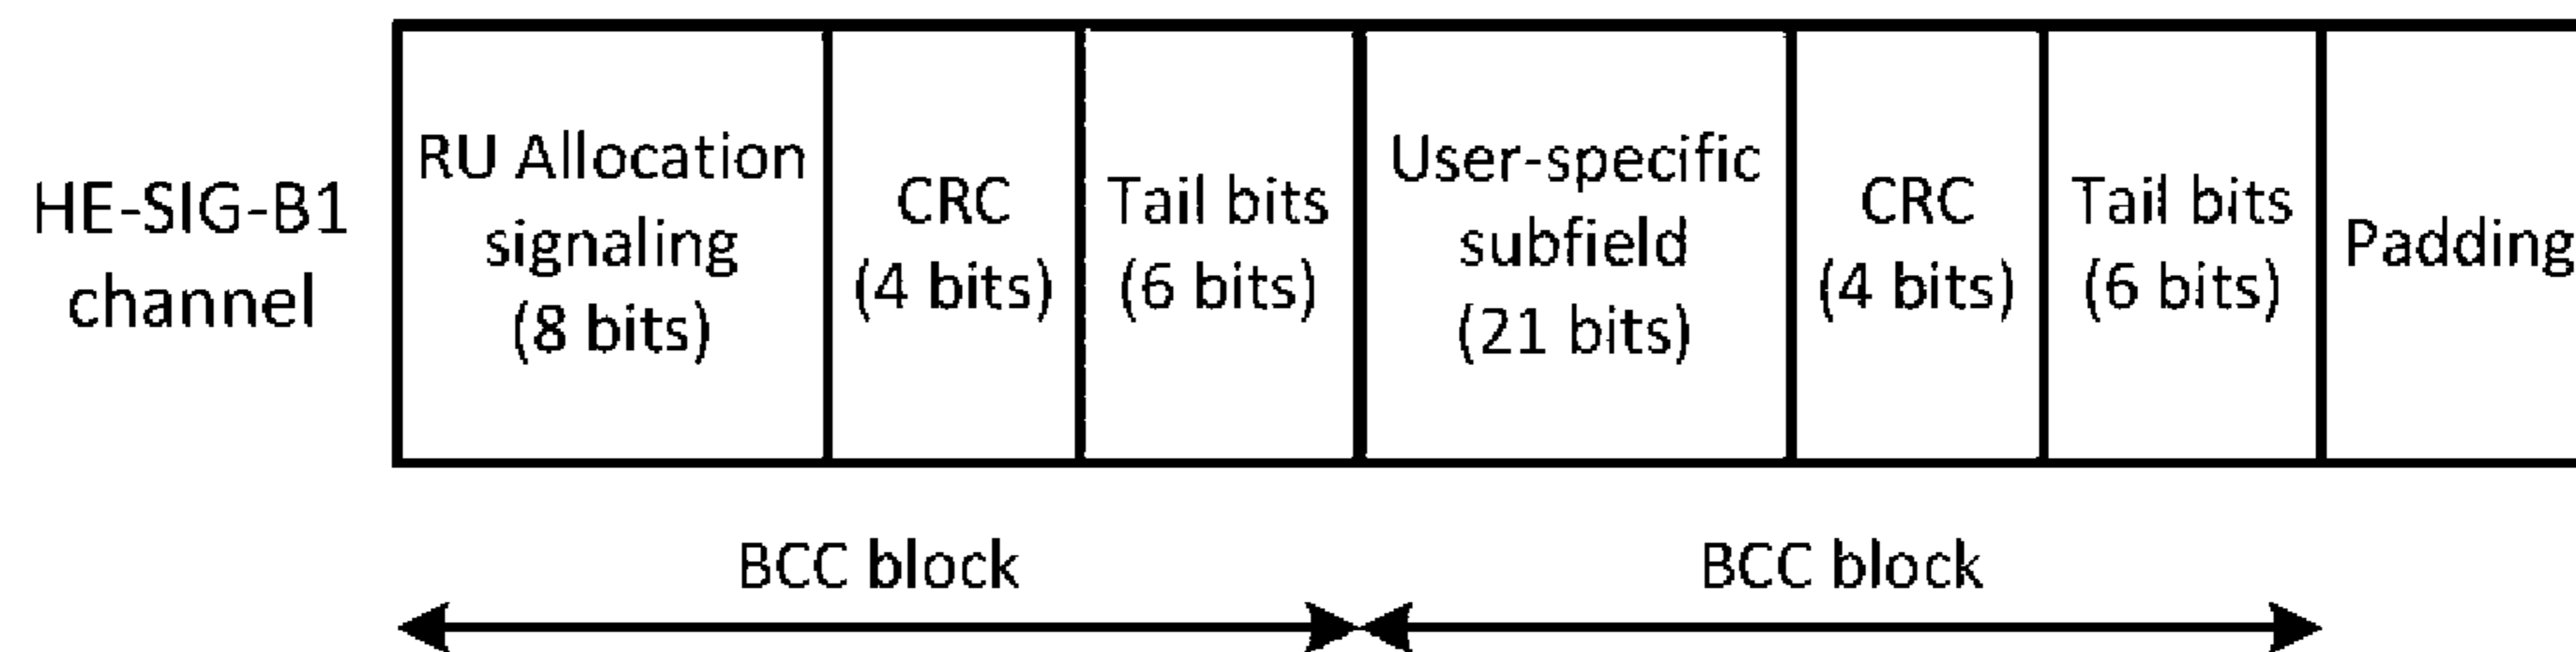 HE-SIG-B1
channel
RU Allocation
signaling
(8 bits)
CRC
(4 bits)
Tail bits
(6 bits)
User-specific
subfield
(21 bits)
CRC
(4 bits)
Tail bits
(6 bits)
Padding
BCC block
BCC block